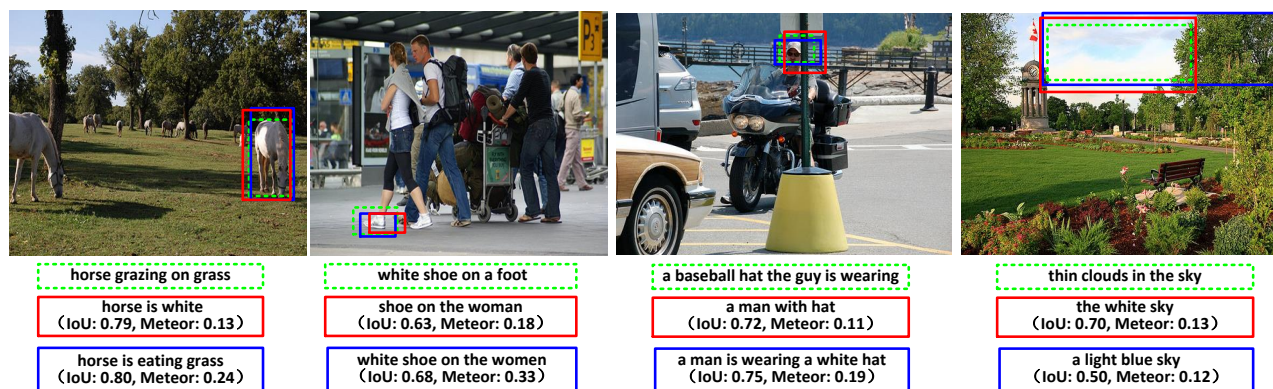 P3
horse grazing on grass
horse is white
（IoU: 0.79, Meteor: 0.13）
horse is eating grass
（IoU: 0.80, Meteor: 0.24）
white shoe on a foot
shoe on the woman
（IoU: 0.63, Meteor: 0.18）
white shoe on the women
（IoU: 0.68, Meteor: 0.33）
a baseball hat the guy is wearing
a man with hat
（IoU: 0.72, Meteor: 0.11）
a man is wearing a white hat
（IoU: 0.75, Meteor: 0.19）
thin clouds in the sky
the white sky
（IoU: 0.70, Meteor: 0.13）
a light blue sky
（IoU: 0.50, Meteor: 0.12）